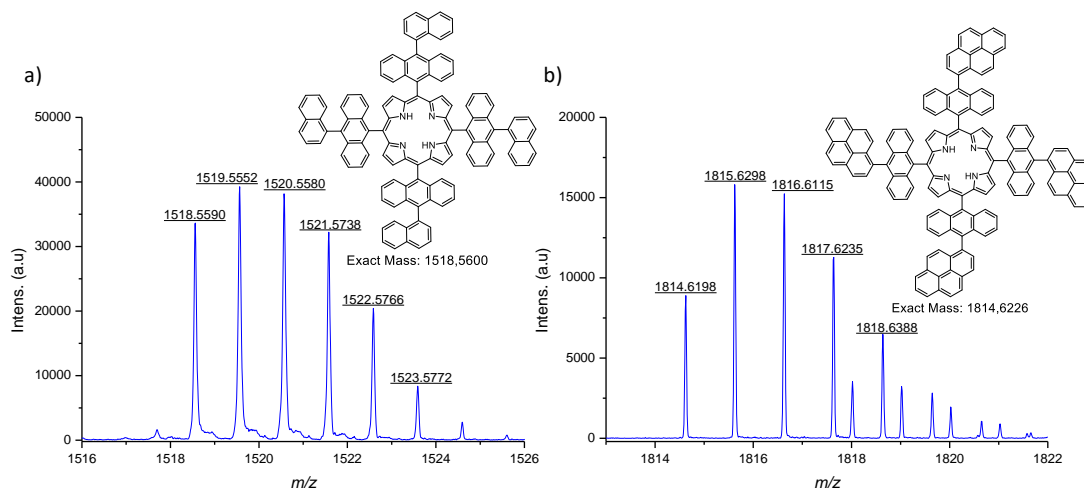 a)
50000
40000
30000
20000
10000
0
Intens. (a.u)
1518.5590
1519.5552
1520.5580
1521.5738
1522.5766
1523.5772
NH
N
N
HN
Exact Mass: 1518,5600
1516
1518
1520
1522
1524
1526
m/z
b)
20000
15000
10000
5000
0
Intens. (a.u)
1814.6198
1815.6298
1816.6115
1817.6235
1818.6388
NH
N
N
HN
Exact Mass: 1814,6226
1814
1816
1818
1820
1822
m/z